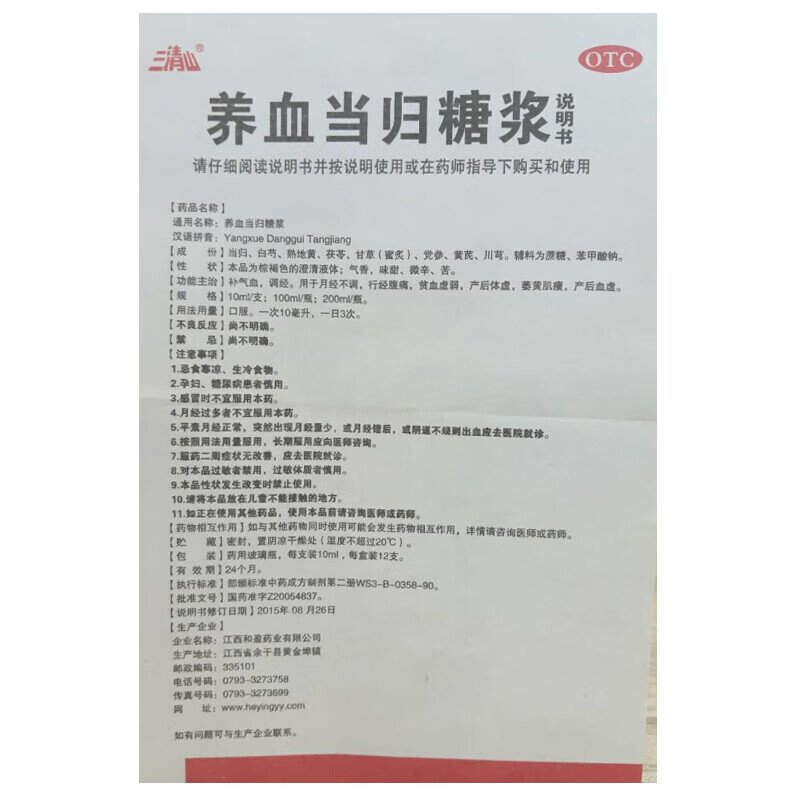 三清山®
OTC
养血当归糖浆说明书
请仔细阅读说明书并按说明使用或在药师指导下购买和使用
【药品名称】
通用名称：养血当归糖浆
汉语拼音：Yangxue Danggui Tangjiang
【成　份】当归、白芍、熟地黄、茯苓、甘草（蜜炙）、党参、黄芪、川芎。辅料为蔗糖、苯甲酸钠。
【性　状】本品为棕褐色的澄清液体；气香，味甜、微辛、苦。
【功能主治】补气血，调经。用于月经不调，行经腹痛，贫血虚弱，产后体虚，萎黄肌瘦，产后血虚。
【规　格】10ml/支；100ml/瓶；200ml/瓶。
【用法用量】口服。一次10毫升，一日3次。
【不良反应】尚不明确。
【禁　忌】尚不明确。
【注意事项】
1.忌食寒凉、生冷食物。
2.孕妇、糖尿病患者慎用。
3.感冒时不宜服用本药。
4.月经过多者不宜服用本药。
5.平素月经正常，突然出现月经量少，或月经错后，或阴道不规则出血应去医院就诊。
6.按照用法用量服用，长期服用应向医师咨询。
7.服药二周症状无改善，应去医院就诊。
8.对本品过敏者禁用，过敏体质者慎用。
9.本品性状发生改变时禁止使用。
10.请将本品放在儿童不能接触的地方。
11.如正在使用其他药品，使用本品前请咨询医师或药师。
【药物相互作用】如与其他药物同时使用可能会发生药物相互作用，详情请咨询医师或药师。
【贮　藏】密封，置阴凉干燥处（温度不超过20℃）。
【包　装】药用玻璃瓶，每支装10ml，每盒装12支。
【有 效 期】24个月。
【执行标准】部颁标准中药成方制剂第二册WS3-B-0358-90。
【批准文号】国药准字Z20054837。
【说明书修订日期】2015年 08 月26日
【生产企业】
企业名称：江西和盈药业有限公司
生产地址：江西省余干县黄金埠镇
邮政编码：335101
电话号码：0793-3273758
传真号码：0793-3273699
网　址：www.heyingyy.com
如有问题可与生产企业联系。